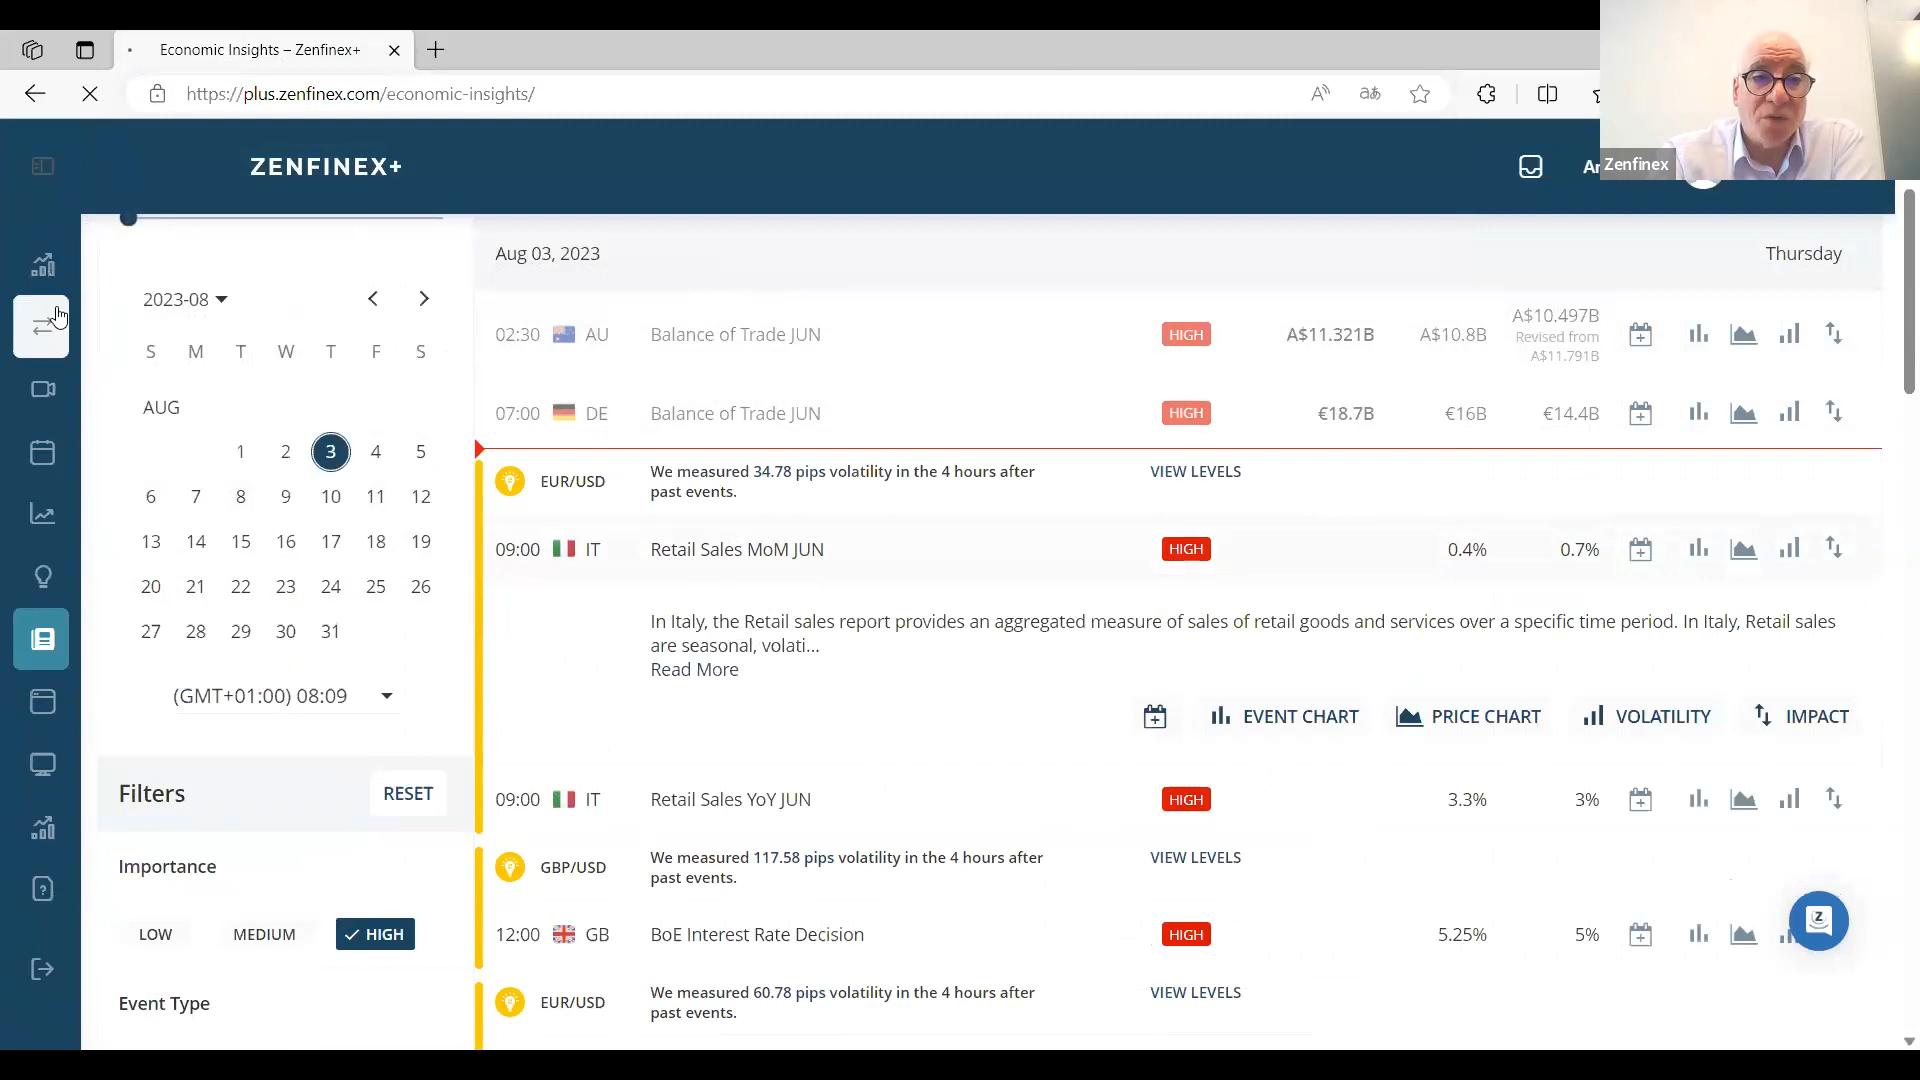 Economic Insights – Zenfinex+
https://plus.zenfinex.com/economic-insights/
Zenfinex
ZENFINEX+
Aug 03, 2023 Thursday
2023-08
S M T W T F S
AUG
1 2 3 4 5
6 7 8 9 10 11 12
13 14 15 16 17 18 19
20 21 22 23 24 25 26
27 28 29 30 31
(GMT+01:00) 08:09
Filters RESET
Importance
LOW MEDIUM HIGH
Event Type
02:30 AU Balance of Trade JUN HIGH A$11.321B A$10.8B A$10.497B
Revised from
A$11.791B
07:00 DE Balance of Trade JUN HIGH €18.7B €16B €14.4B
EUR/USD We measured 34.78 pips volatility in the 4 hours after VIEW LEVELS
past events.
09:00 IT Retail Sales MoM JUN HIGH 0.4% 0.7%
In Italy, the Retail sales report provides an aggregated measure of sales of retail goods and services over a specific time period. In Italy, Retail sales
are seasonal, volati...
Read More
EVENT CHART PRICE CHART VOLATILITY IMPACT
09:00 IT Retail Sales YoY JUN HIGH 3.3% 3%
GBP/USD We measured 117.58 pips volatility in the 4 hours after VIEW LEVELS
past events.
12:00 GB BoE Interest Rate Decision HIGH 5.25% 5%
EUR/USD We measured 60.78 pips volatility in the 4 hours after VIEW LEVELS
past events.